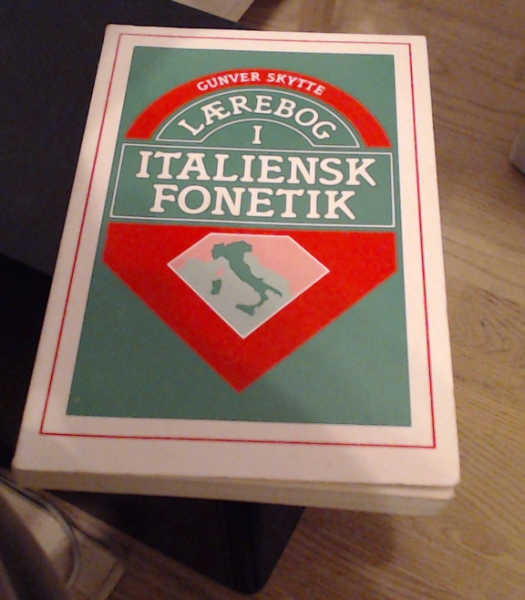 GUNVER SKYTTE
LÆREBOG
I
ITALIENSK
FONETIK